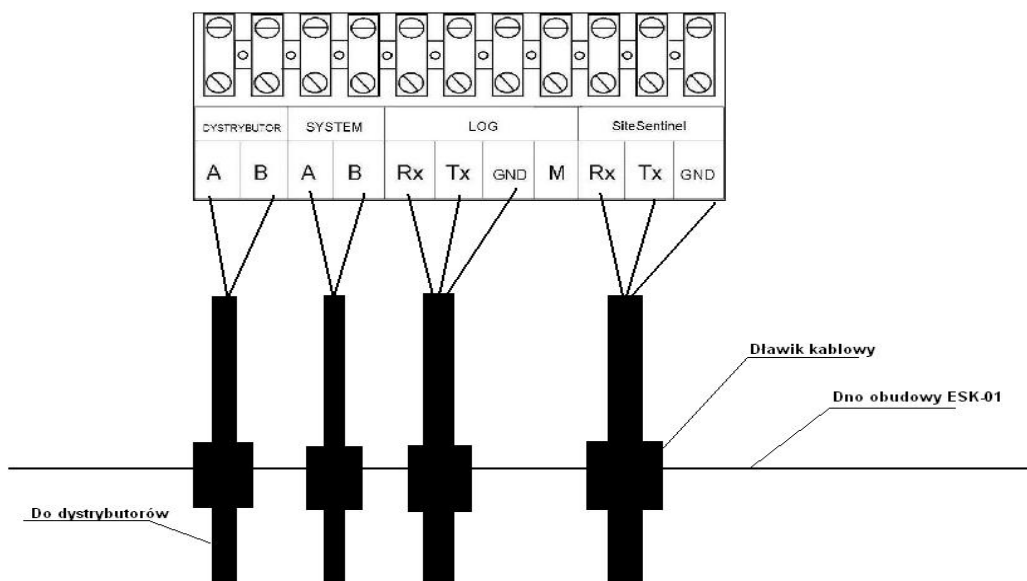 DYSTRYBUTOR SYSTEM LOG SiteSentinel
A B A B Rx Tx GND M Rx Tx GND
Dławik kablowy
Dno obudowy ESK-01
Do dystrybutorów